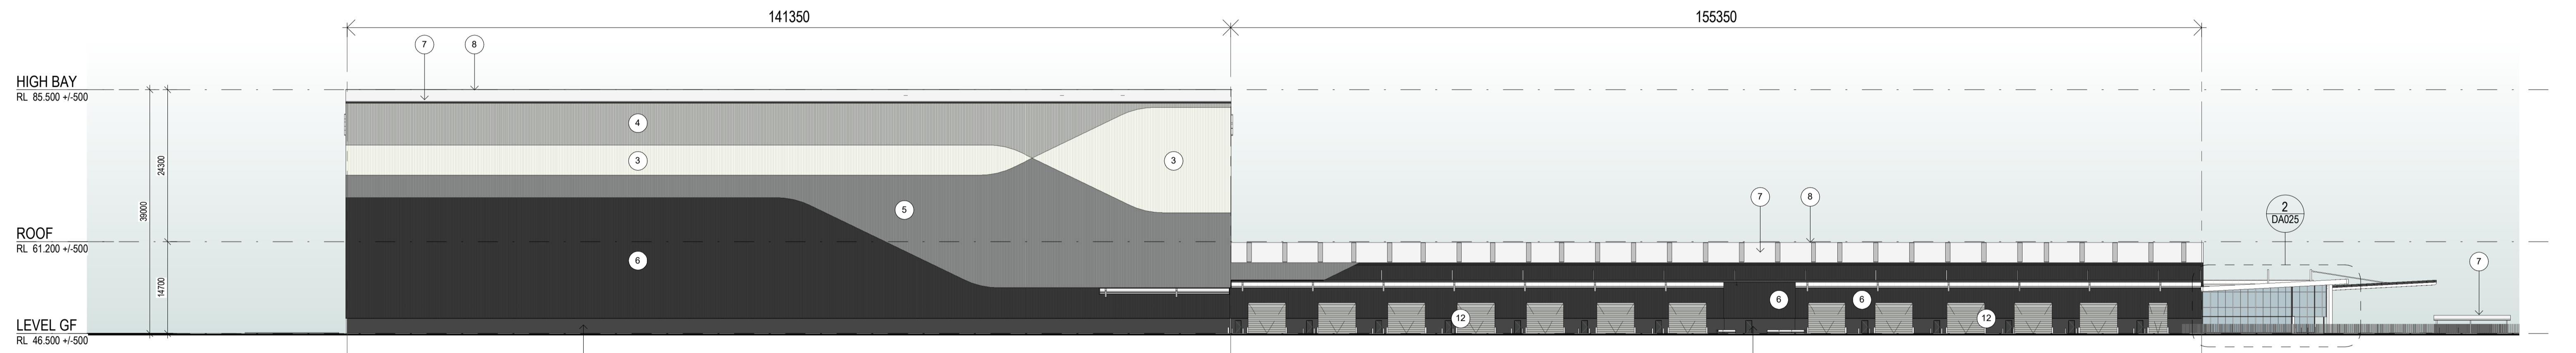 141350
155350
7
8
HIGH BAY
RL 85.500 +/-500
4
24300
3
3
39000
7
8
5
2
DA025
ROOF
RL 61.200 +/-500
6
7
14700
6
6
12
12
LEVEL GF
RL 46.500 +/-500